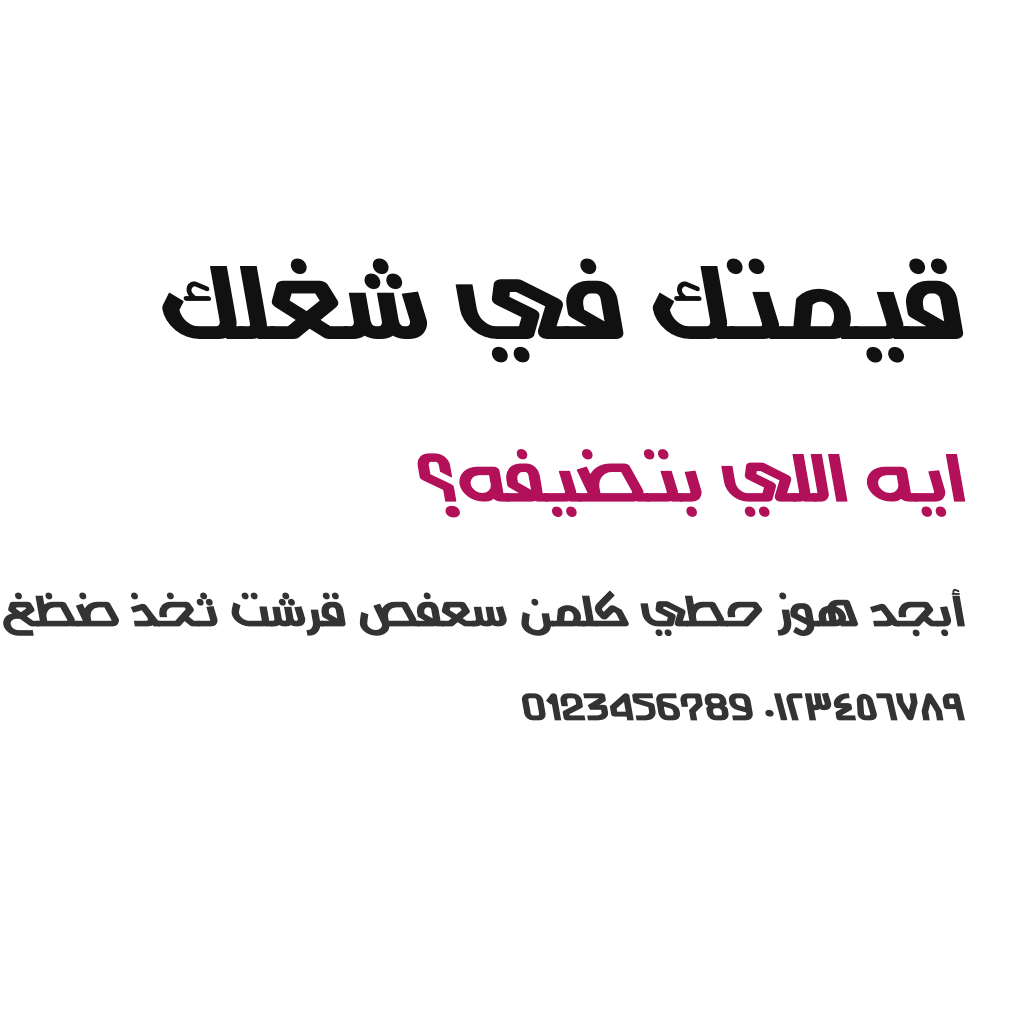 قيمتك في شغلك
ايه اللي بتضيفه؟
أبجد هوز حطي كلمن سعفص قرشت ثخذ ضظغ
٠١٢٣٤٥٦٧٨٩ 0123456789